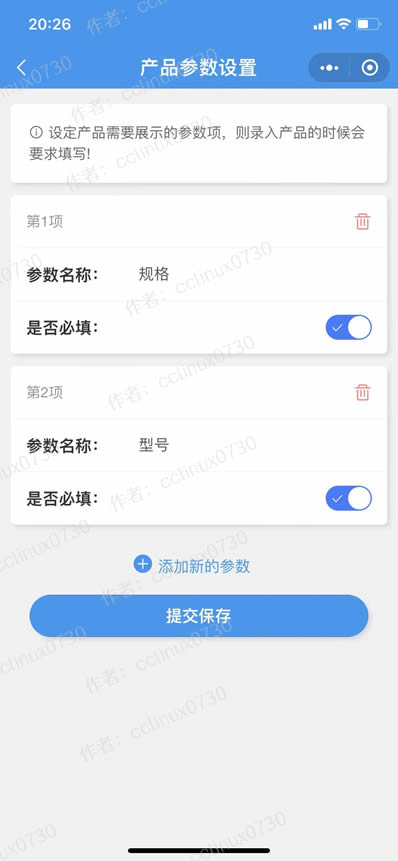 20:26
产品参数设置
设定产品需要展示的参数项，则录入产品的时候会
要求填写!
第1项
参数名称： 规格
是否必填：
第2项
参数名称： 型号
是否必填：
添加新的参数
提交保存
作者：cclinux0730